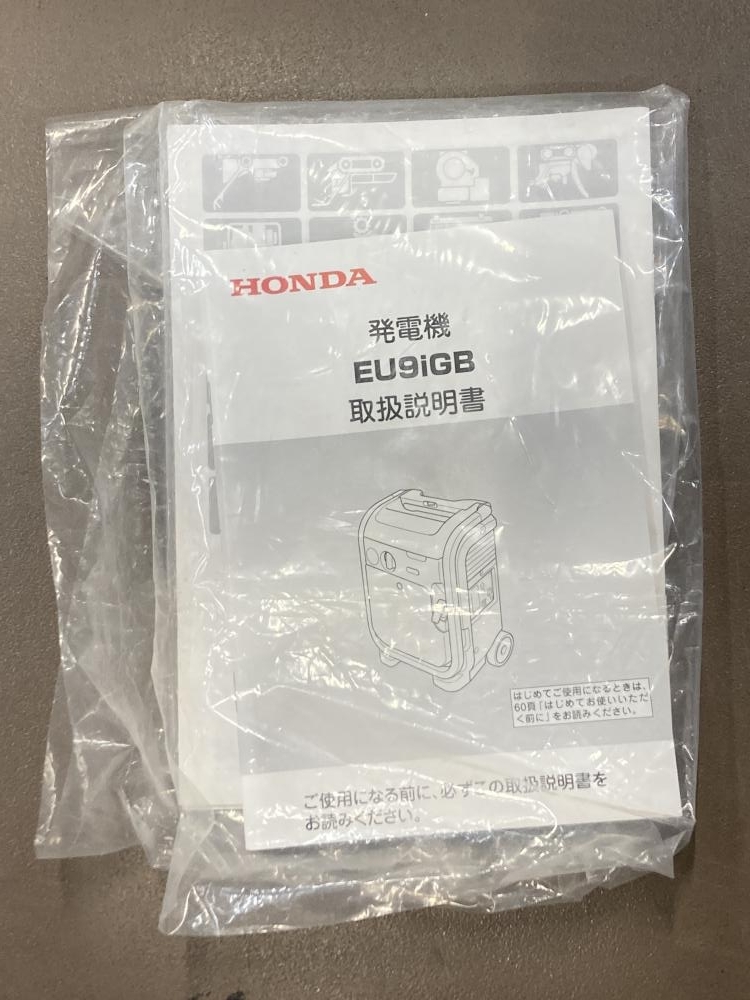 HONDA
発電機
EU9iGB
取扱説明書
はじめてご使用になるときは、
60頁「はじめてお使いいただ
く前に」をお読みください。
ご使用になる前に、必ずこの取扱説明書を
お読みください。